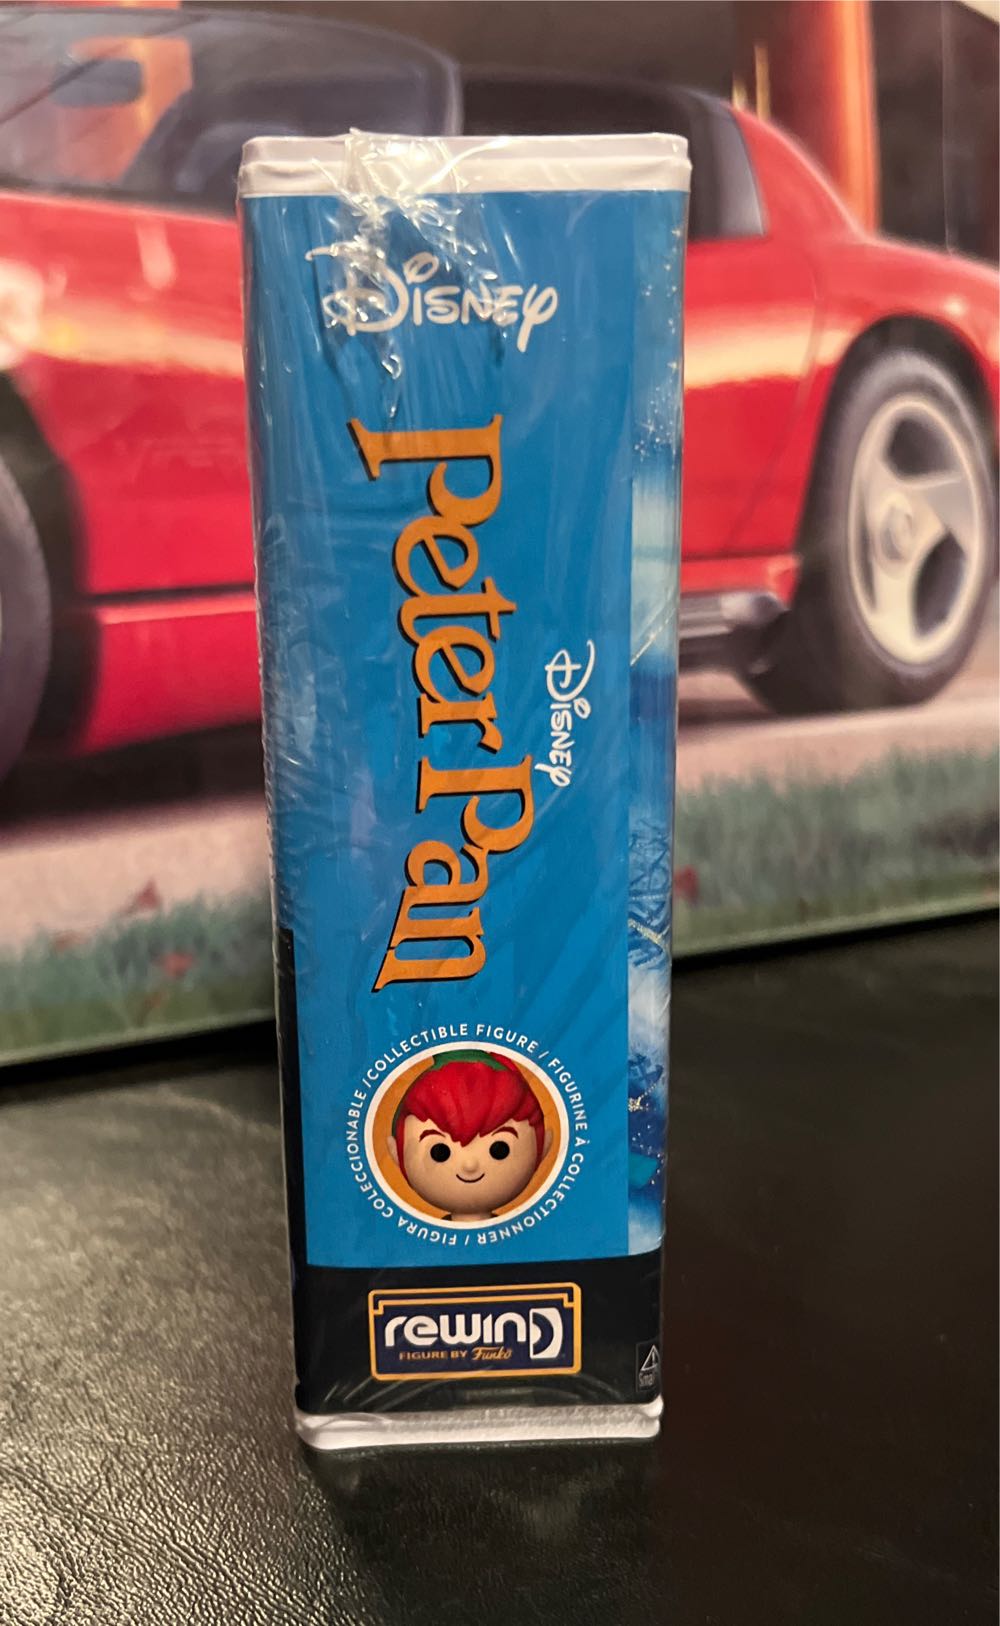 Disney
Peter Pan
Disney
COLLECTIBLE FIGURE / FIGURINE À COLLECTIONNER / FIGURA COLECCIONABLE /
rewind
FIGURE BY Funko